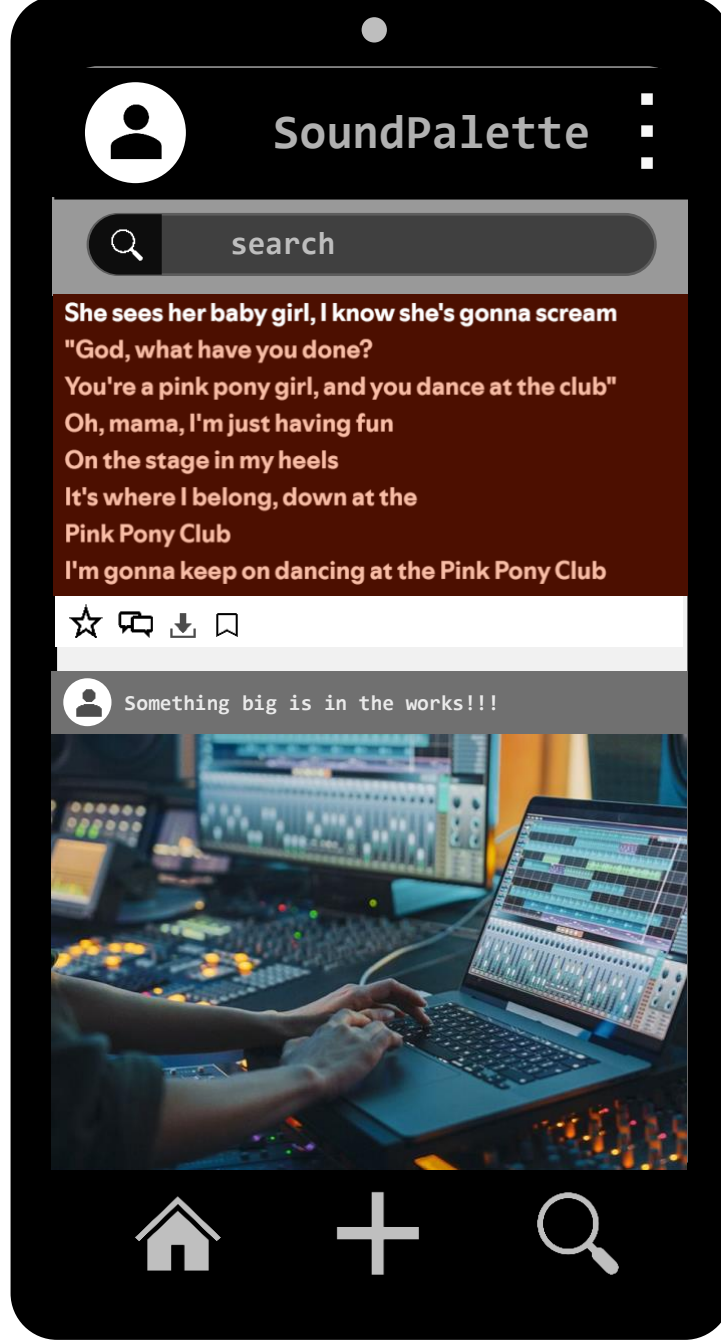 SoundPalette
search
She sees her baby girl, I know she's gonna scream
"God, what have you done?
You're a pink pony girl, and you dance at the club"
Oh, mama, I'm just having fun
On the stage in my heels
It's where I belong, down at the
Pink Pony Club
I'm gonna keep on dancing at the Pink Pony Club
Something big is in the works!!!